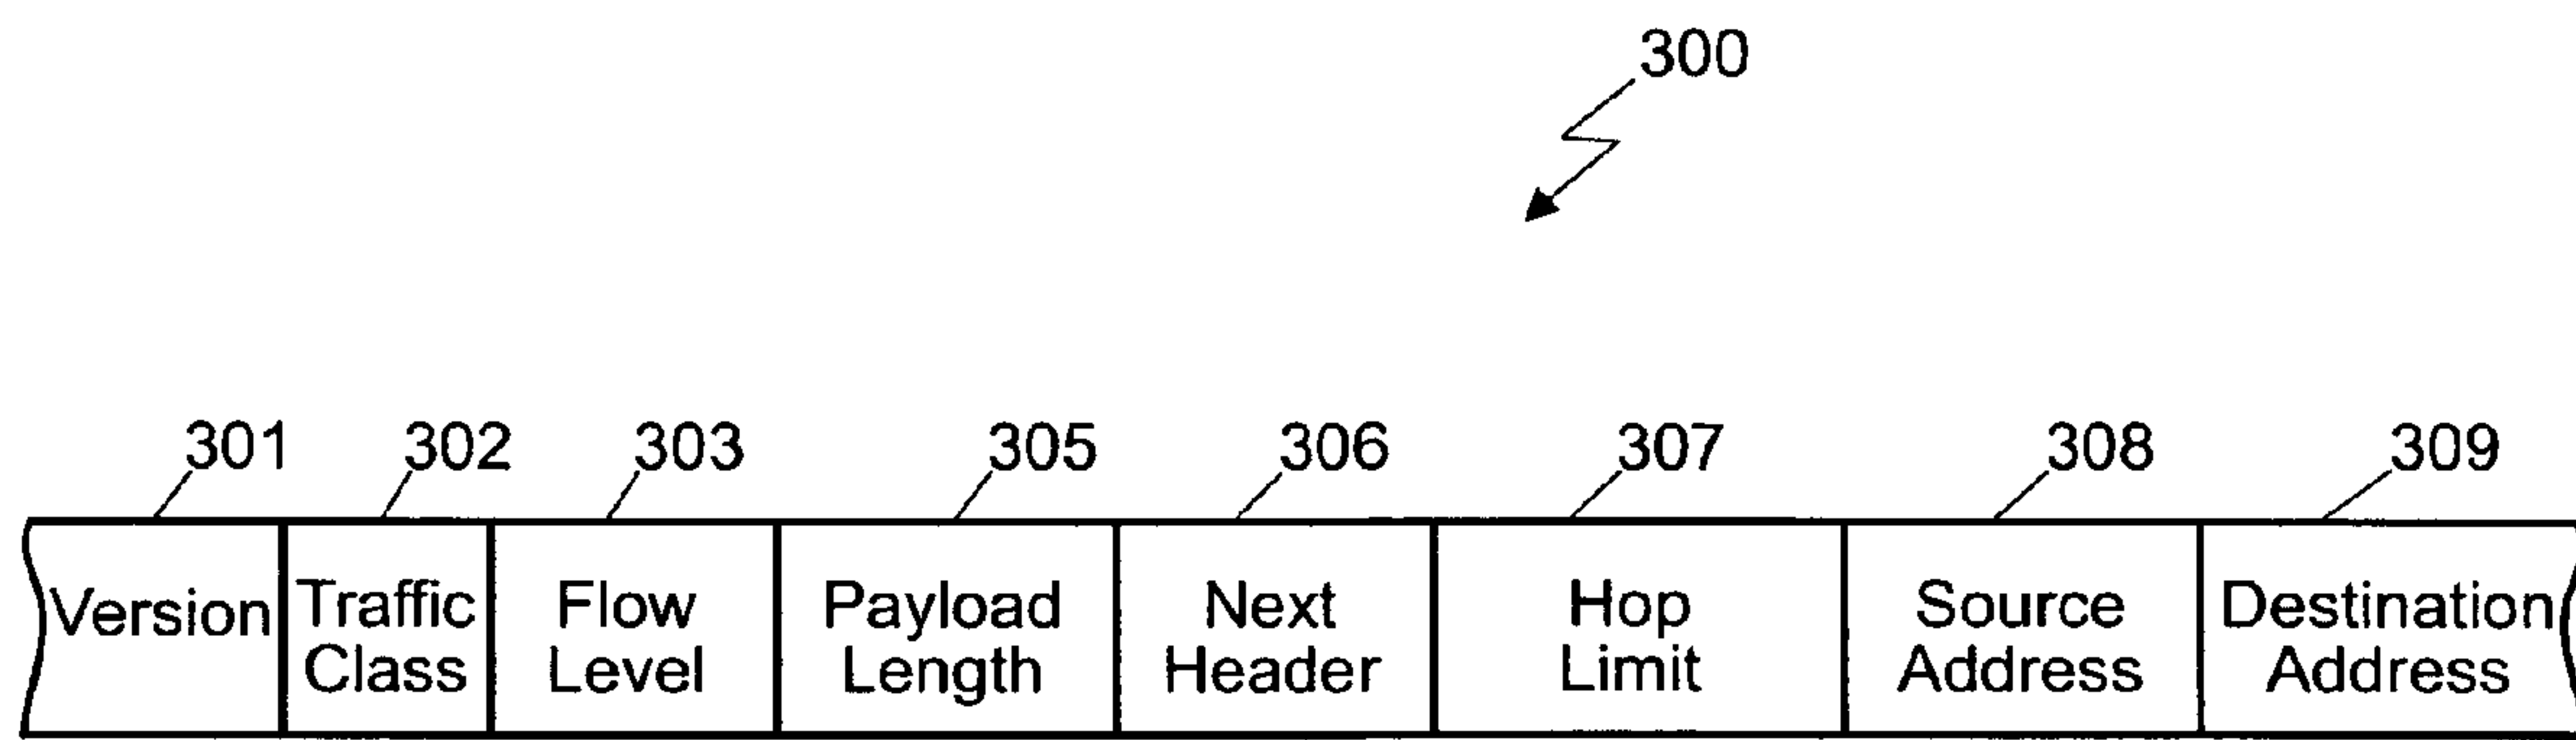 300
301 302 303 305 306 307 308 309
Version Traffic Class Flow Level Payload Length Next Header Hop Limit Source Address Destination Address